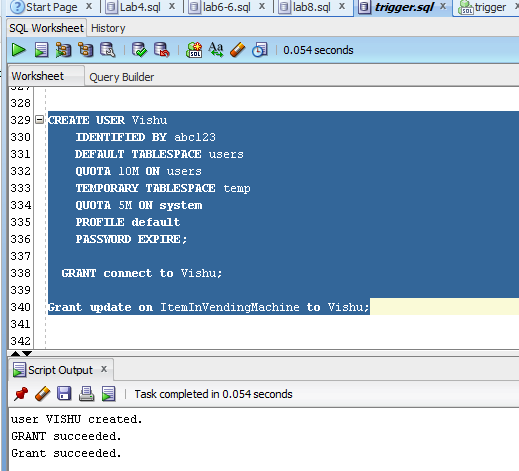 Start Page
Lab4.sql
lab6-6.sql
lab8.sql
trigger.sql
trigger
SQL Worksheet History
0.054 seconds
Worksheet Query Builder
327
328
329 CREATE USER Vishu
330 IDENTIFIED BY abc123
331 DEFAULT TABLESPACE users
332 QUOTA 10M ON users
333 TEMPORARY TABLESPACE temp
334 QUOTA 5M ON system
335 PROFILE default
336 PASSWORD EXPIRE;
337
338 GRANT connect to Vishu;
339
340 Grant update on ItemInVendingMachine to Vishu;
341
342
Script Output
Task completed in 0.054 seconds
user VISHU created.
GRANT succeeded.
Grant succeeded.